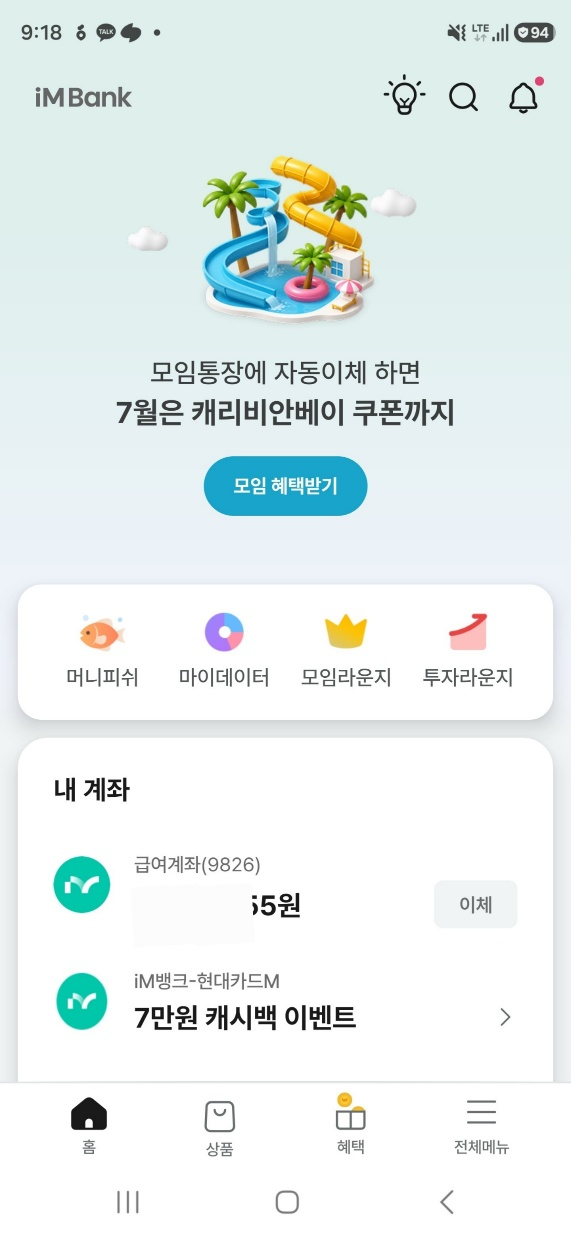 9:18 TALK LTE 94
iM Bank
모임통장에 자동이체 하면
7월은 캐리비안베이 쿠폰까지
모임 혜택받기
머니피쉬 마이데이터 모임라운지 투자라운지
내 계좌
급여계좌(9826)
55원 이체
iM뱅크-현대카드M
7만원 캐시백 이벤트
홈 상품 혜택 전체메뉴